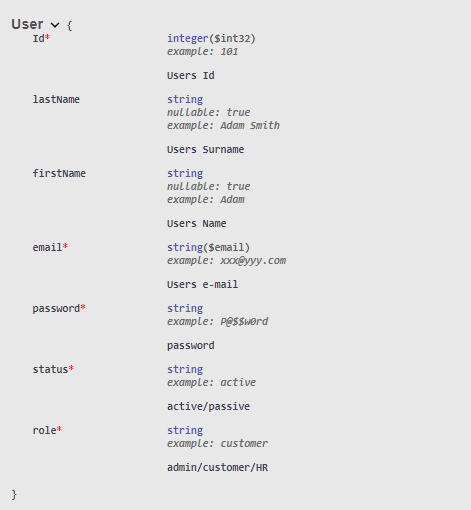 User {
Id* integer($int32)
example: 101
Users Id
lastName string
nullable: true
example: Adam Smith
Users Surname
firstName string
nullable: true
example: Adam
Users Name
email* string($email)
example: xxx@yyy.com
Users e-mail
password* string
example: P@$$w0rd
password
status* string
example: active
active/passive
role* string
example: customer
admin/customer/HR
}